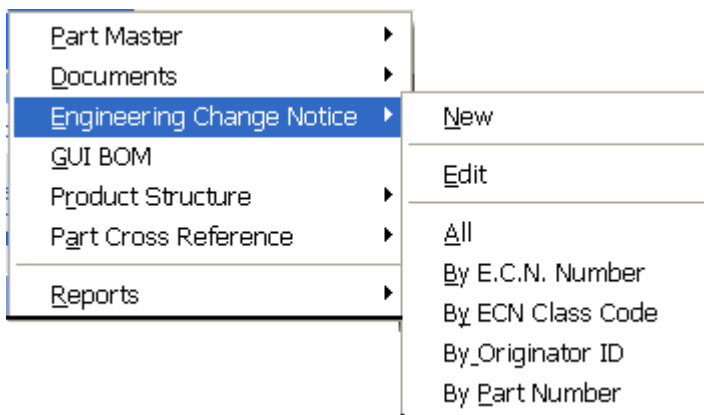 Part Master
Documents
Engineering Change Notice
GUI BOM
Product Structure
Part Cross Reference
Reports
New
Edit
All
By E.C.N. Number
By ECN Class Code
By Originator ID
By Part Number